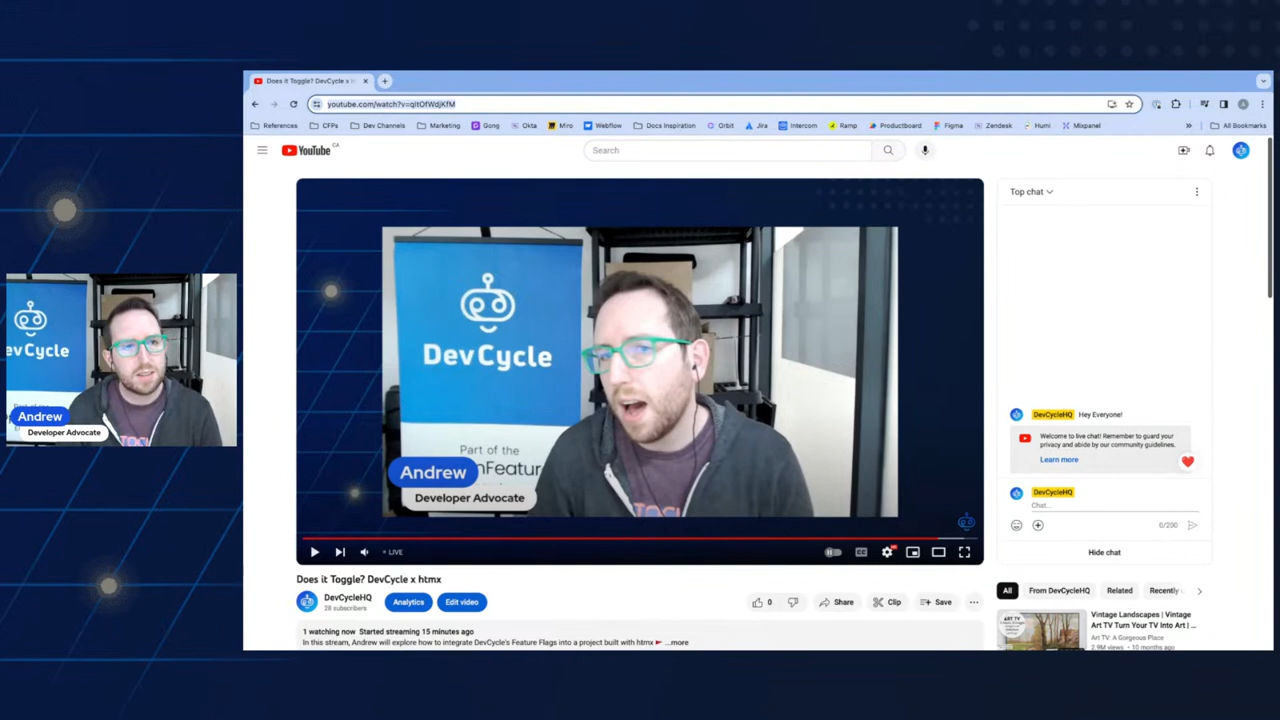 Does it Toggle? DevCycle x h
youtube.com/watch?v=qItOfWdjKfM
References
CFPs
Dev Channels
Marketing
Gong
Okta
Miro
Webflow
Docs Inspiration
Orbit
Jira
Intercom
Ramp
Productboard
Figma
Zendesk
Humi
Mixpanel
»
All Bookmarks
YouTube CA
Search
DevCycle
Part of the
nFeatur
Andrew
Developer Advocate
LIVE
Top chat
DevCycleHQ Hey Everyone!
Welcome to live chat! Remember to guard your
privacy and abide by our community guidelines.
Learn more
DevCycleHQ
Chat...
0/200
Hide chat
evCycle
Andrew
Developer Advocate
Does it Toggle? DevCycle x htmx
DevCycleHQ
28 subscribers
Analytics
Edit video
0
Share
Clip
Save
1 watching now Started streaming 15 minutes ago
In this stream, Andrew will explore how to integrate DevCycle's Feature Flags into a project built with htmx ...more
All
From DevCycleHQ
Related
Recently
ART TV
Vintage Landscapes | Vintage
Art TV Turn Your TV Into Art | ...
Art TV: A Gorgeous Place
2.9M views • 10 months ago